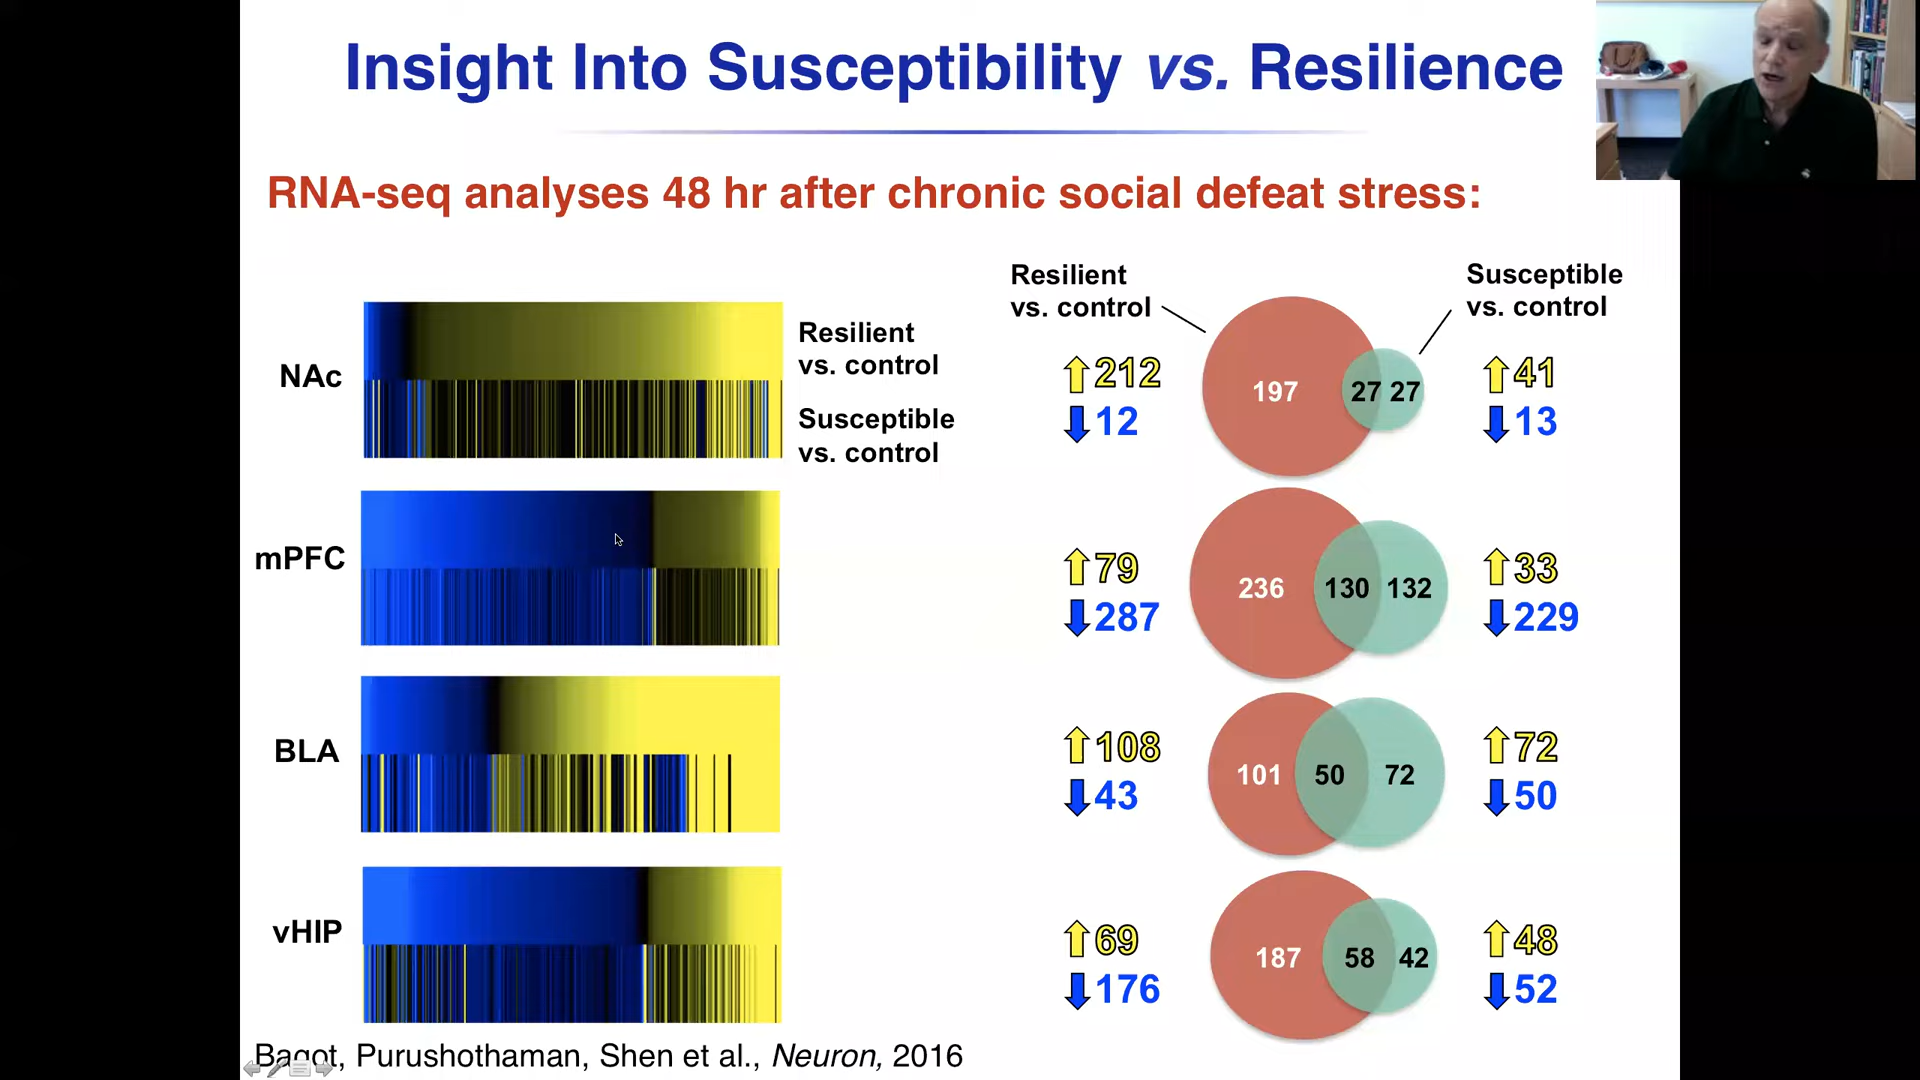 Insight Into Susceptibility vs. Resilience
RNA-seq analyses 48 hr after chronic social defeat stress:
Resilient
vs. control
Susceptible
vs. control
NAc
Resilient
vs. control
Susceptible
vs. control
212
12
197
27
27
41
13
mPFC
79
287
236
130
132
33
229
BLA
108
43
101
50
72
72
50
vHIP
69
176
187
58
42
48
52
Bagot, Purushothaman, Shen et al., Neuron, 2016